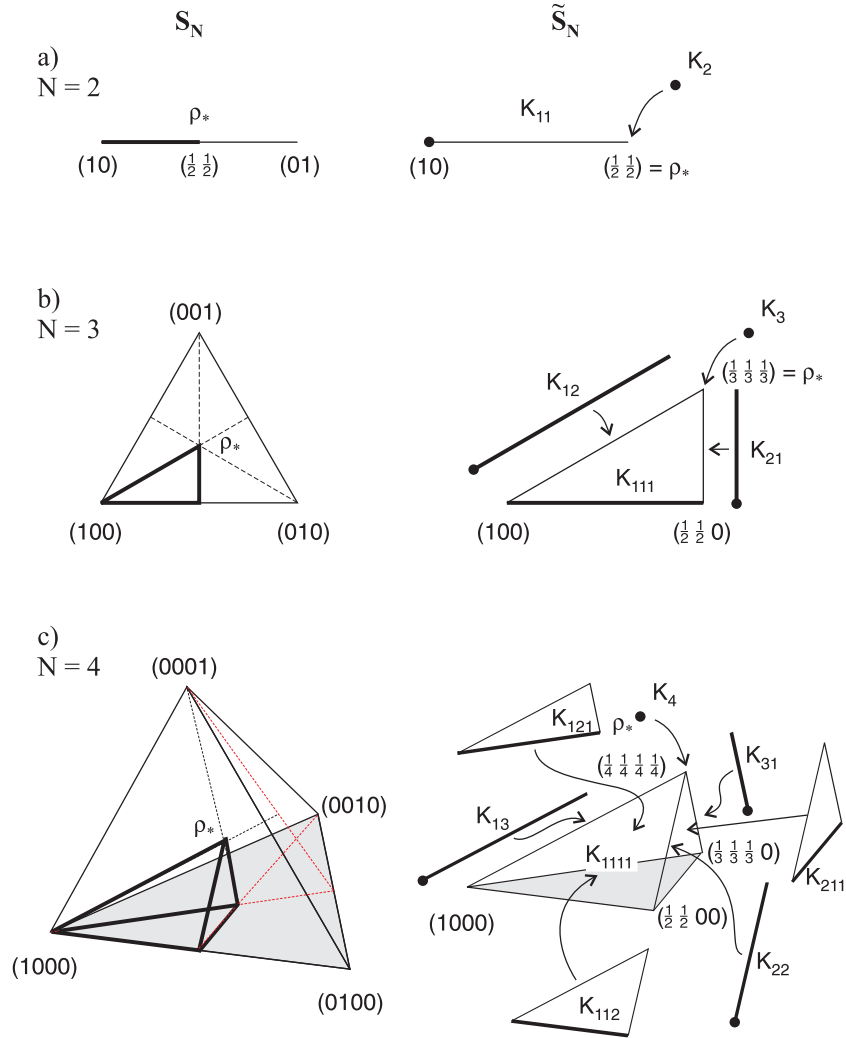 S_N S̃_N
a)
N = 2
K₂
ρ* K₁₁
(10) (½ ½) (01) (10) (½ ½) = ρ*
b)
N = 3
(001) K₃
K₁₂ (⅓ ⅓ ⅓) = ρ*
ρ* K₂₁
K₁₁₁
(100) (010) (100) (½ ½ 0)
c)
N = 4
(0001) K₄
K₁₂₁ ρ*
(¼ ¼ ¼ ¼) K₃₁
(0010)
ρ* K₁₃
K₁₁₁₁ (⅓ ⅓ ⅓ 0)
K₂₁₁
(1000) (½ ½ 00)
(1000) K₂₂
(0100)
K₁₁₂